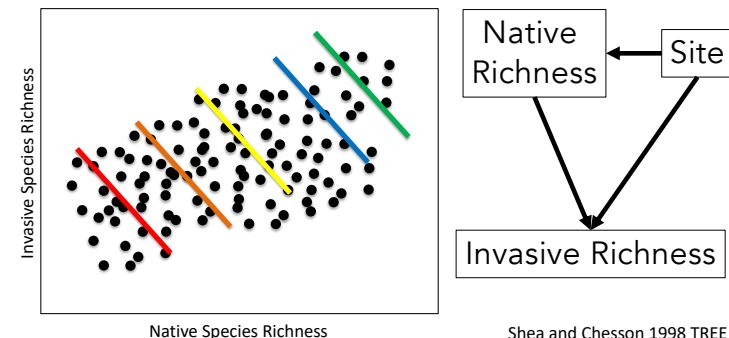 Invasive Species Richness
Native Species Richness
Native
Richness
Site
Invasive Richness
Shea and Chesson 1998 TREE